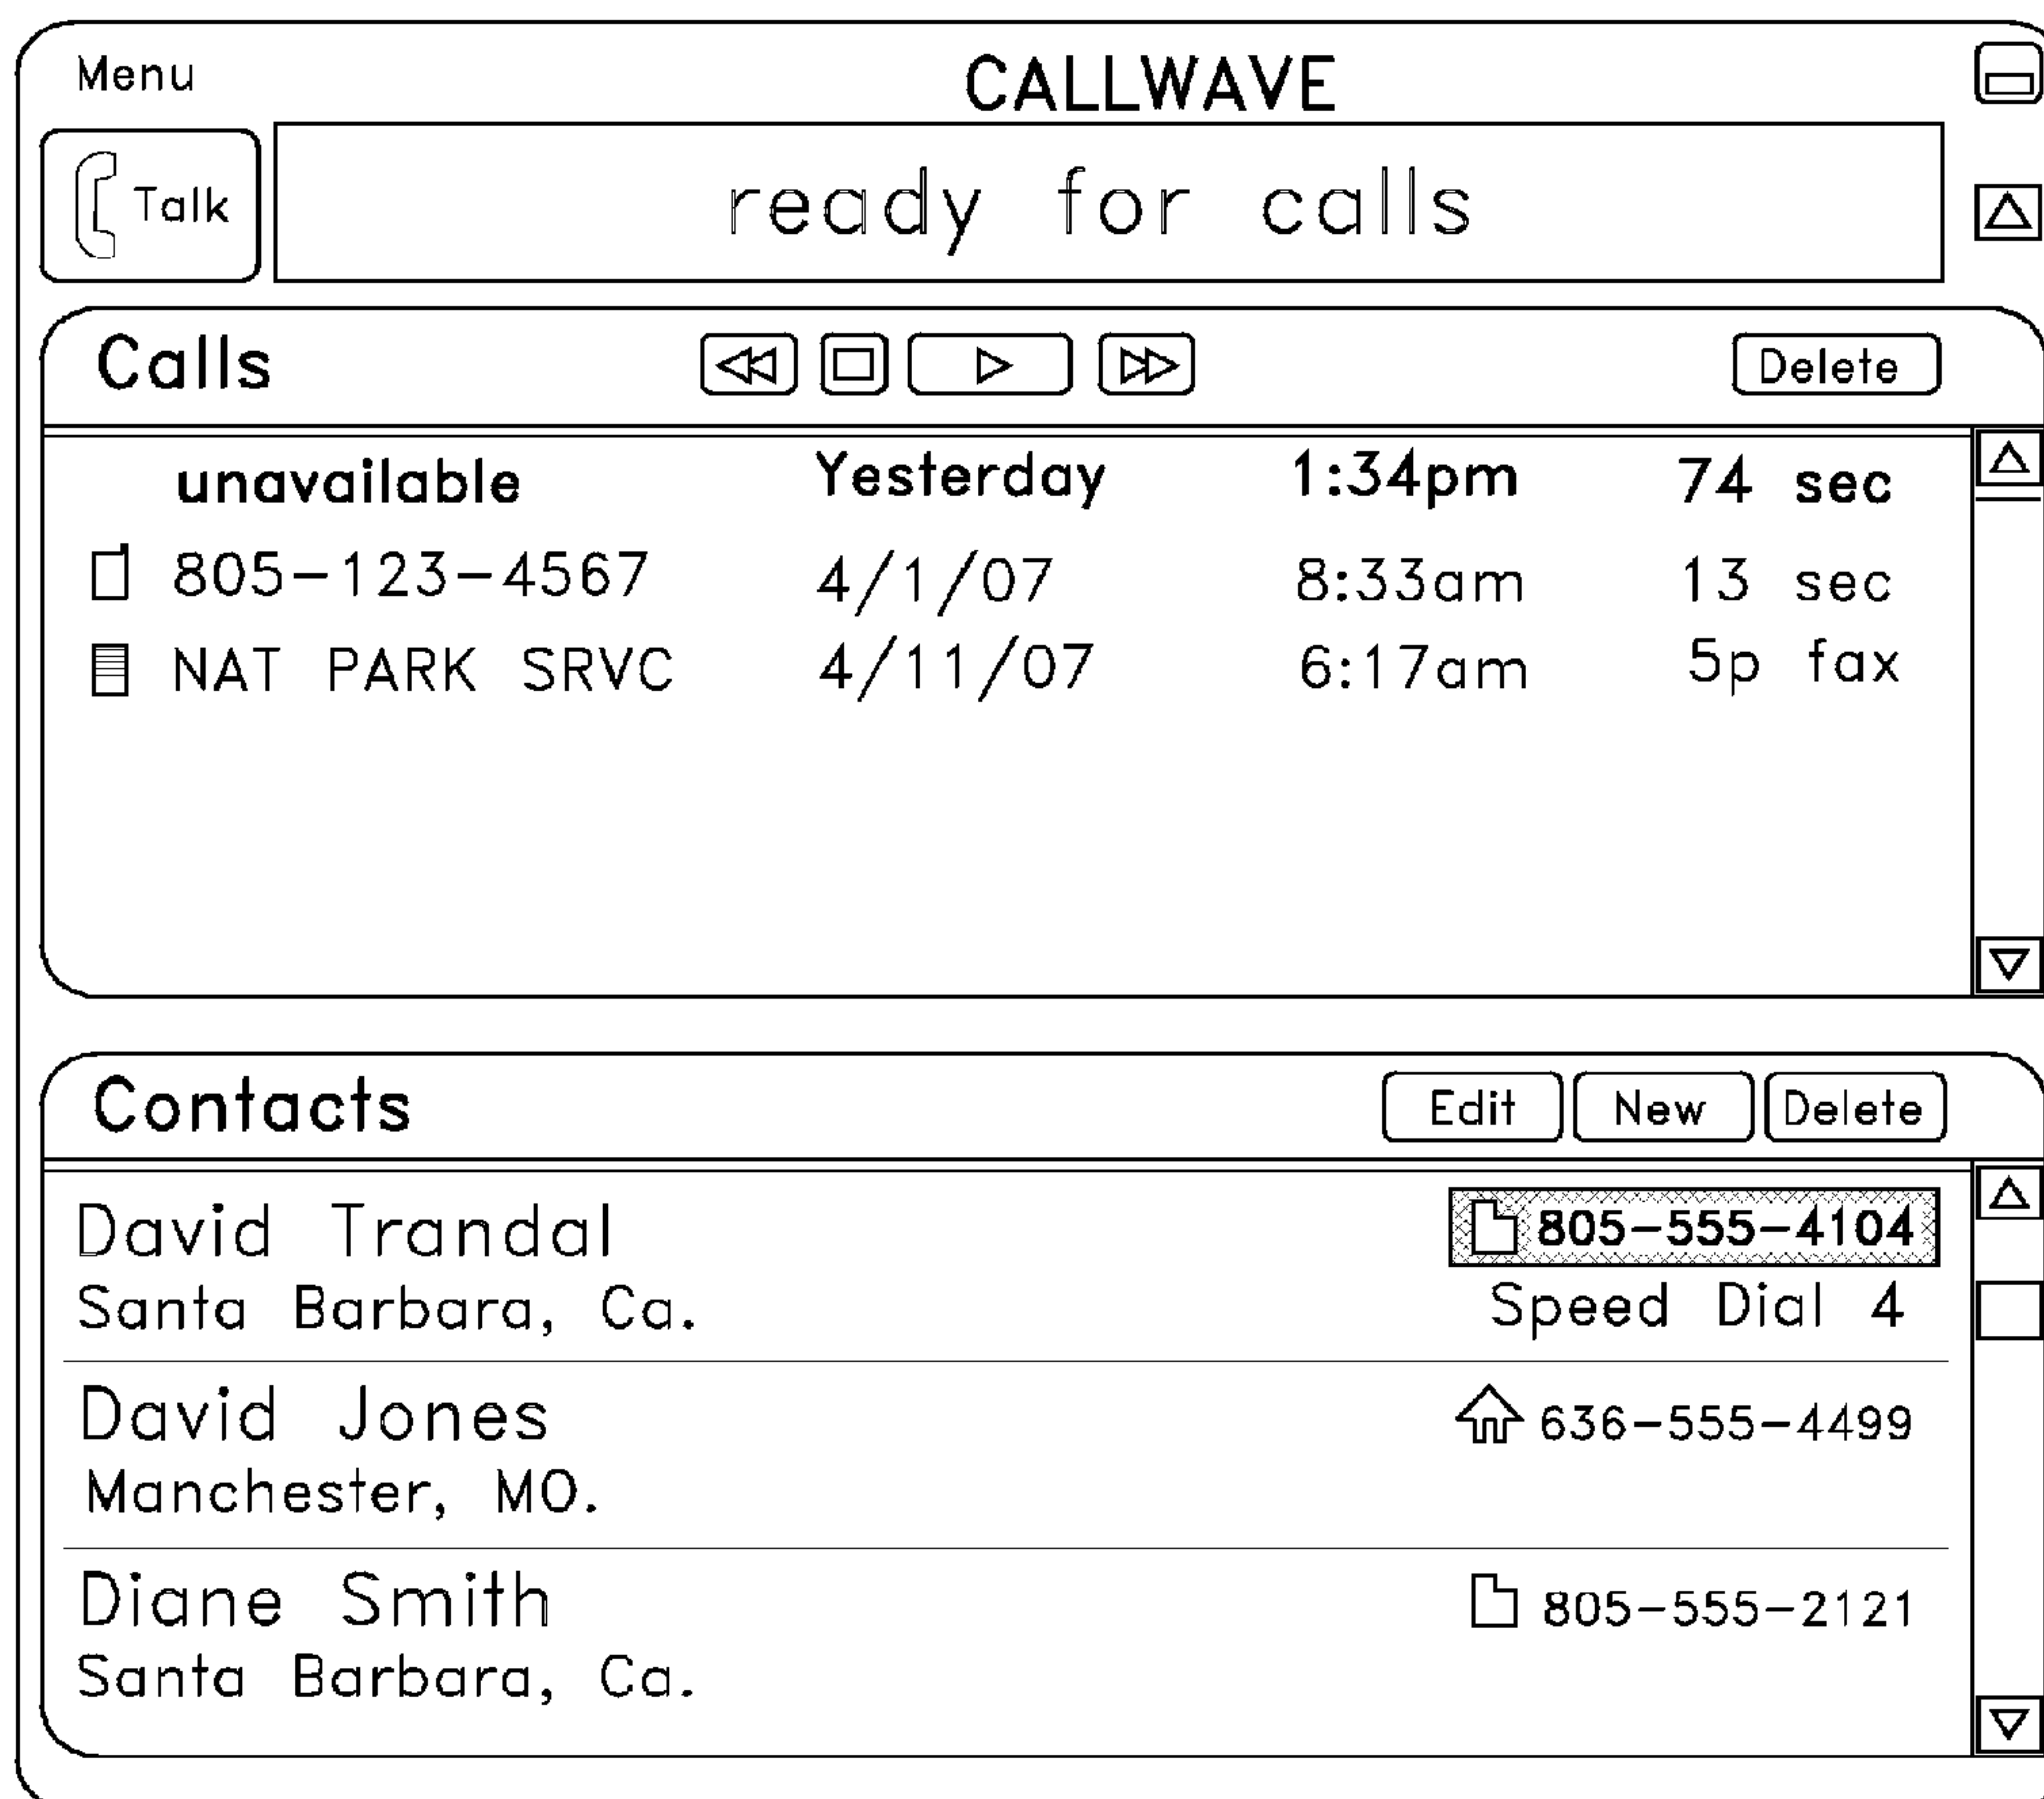 Menu
CALLWAVE
Talk
ready for calls
Calls
Delete
unavailable Yesterday 1:34pm 74 sec
805-123-4567 4/1/07 8:33am 13 sec
NAT PARK SRVC 4/11/07 6:17am 5p fax
Contacts
Edit New Delete
David Trandal 805-555-4104
Santa Barbara, Ca. Speed Dial 4
David Jones 636-555-4499
Manchester, MO.
Diane Smith 805-555-2121
Santa Barbara, Ca.